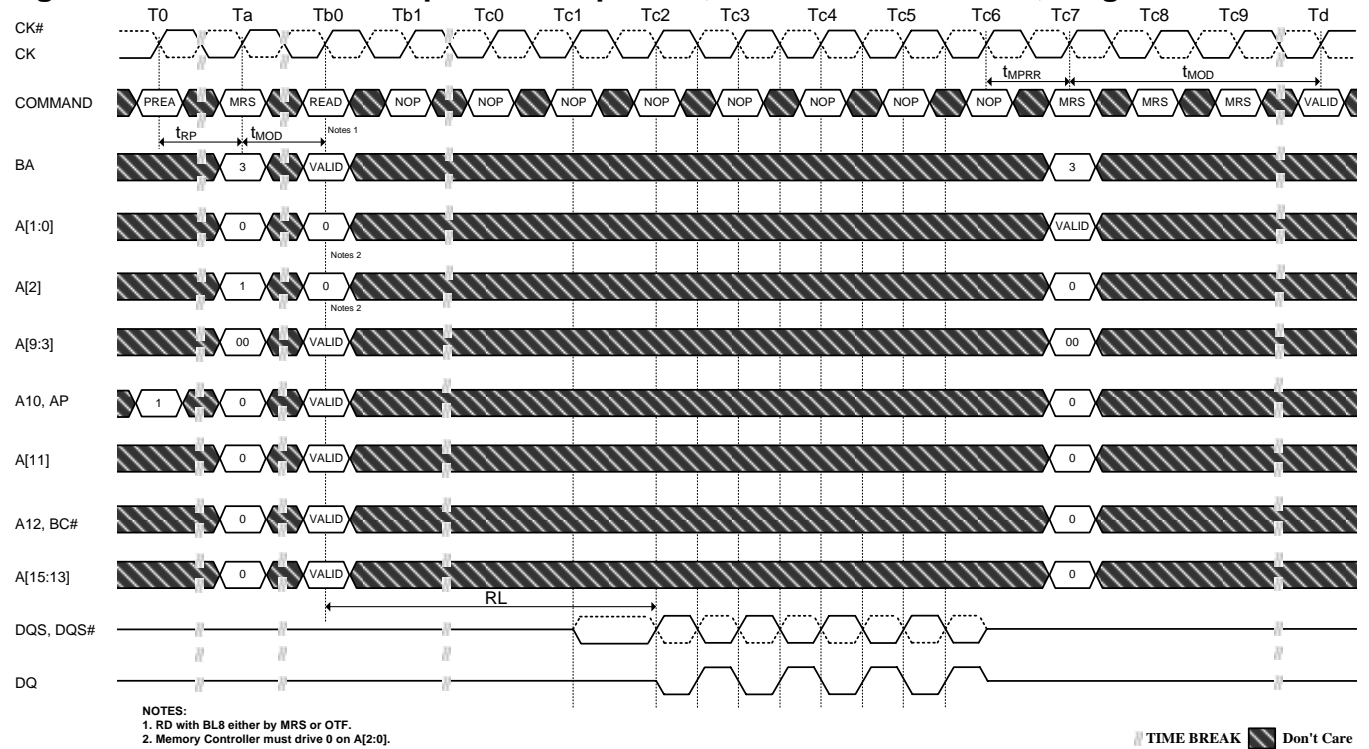 T0 Ta Tb0 Tb1 Tc0 Tc1 Tc2 Tc3 Tc4 Tc5 Tc6 Tc7 Tc8 Tc9 Td
CK#
CK
tMPRR tMOD
COMMAND PREA MRS READ NOP NOP NOP NOP NOP NOP NOP NOP MRS MRS MRS VALID
tRP tMOD Notes 1
BA 3 VALID 3
A[1:0] 0 0 VALID
Notes 2
A[2] 1 0 0
Notes 2
A[9:3] 00 VALID 00
A10, AP 1 0 VALID 0
A[11] 0 VALID 0
A12, BC# 0 VALID 0
A[15:13] 0 VALID 0
RL
DQS, DQS#
DQ
NOTES:
1. RD with BL8 either by MRS or OTF.
2. Memory Controller must drive 0 on A[2:0].
TIME BREAK Don't Care